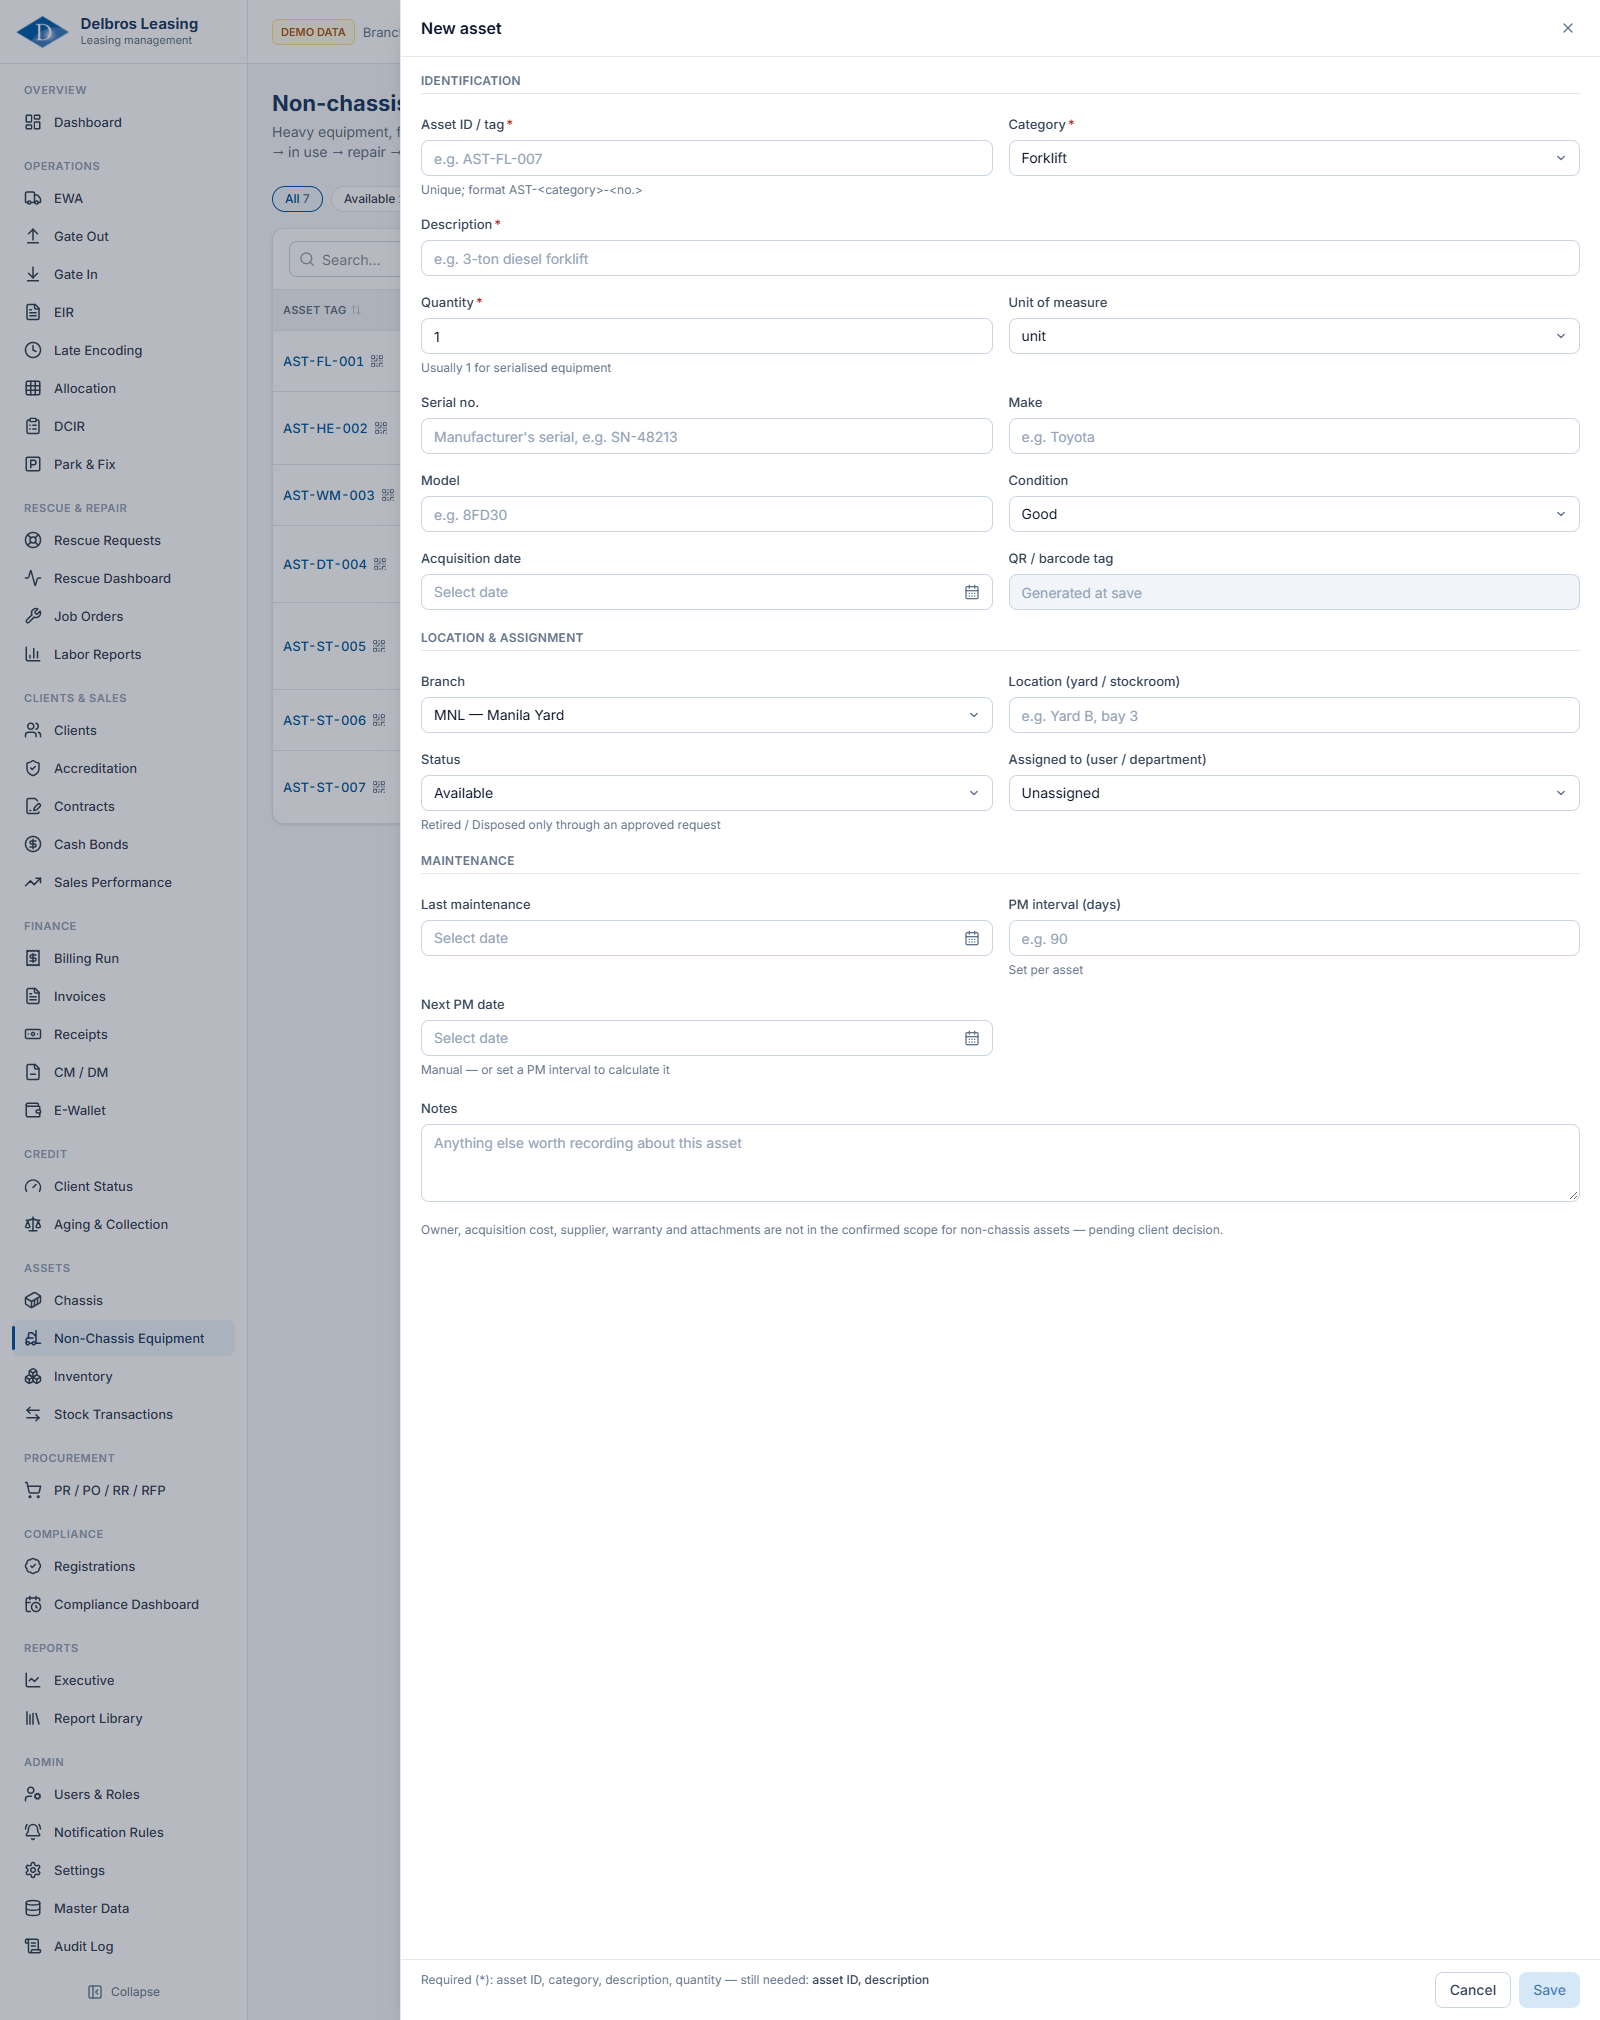 Delbros Leasing
Leasing management
OVERVIEW
Dashboard
OPERATIONS
EWA
Gate Out
Gate In
EIR
Late Encoding
Allocation
DCIR
Park & Fix
RESCUE & REPAIR
Rescue Requests
Rescue Dashboard
Job Orders
Labor Reports
CLIENTS & SALES
Clients
Accreditation
Contracts
Cash Bonds
Sales Performance
FINANCE
Billing Run
Invoices
Receipts
CM / DM
E-Wallet
CREDIT
Client Status
Aging & Collection
ASSETS
Chassis
Non-Chassis Equipment
Inventory
Stock Transactions
PROCUREMENT
PR / PO / RR / RFP
COMPLIANCE
Registrations
Compliance Dashboard
REPORTS
Executive
Report Library
ADMIN
Users & Roles
Notification Rules
Settings
Master Data
Audit Log
Collapse
DEMO DATA
Non-chassis
Heavy equipment,
→ in use → repair →
All 7
Available
Search...
ASSET TAG
AST-FL-001
AST-HE-002
AST-WM-003
AST-DT-004
AST-ST-005
AST-ST-006
AST-ST-007
New asset
IDENTIFICATION
Asset ID / tag*
Category*
e.g. AST-FL-007
Forklift
Unique; format AST-<category>-<no.>
Description*
e.g. 3-ton diesel forklift
Quantity*
Unit of measure
1
unit
Usually 1 for serialised equipment
Serial no.
Make
Manufacturer's serial, e.g. SN-48213
e.g. Toyota
Model
Condition
e.g. 8FD30
Good
Acquisition date
QR / barcode tag
Select date
Generated at save
LOCATION & ASSIGNMENT
Branch
Location (yard / stockroom)
MNL — Manila Yard
e.g. Yard B, bay 3
Status
Assigned to (user / department)
Available
Unassigned
Retired / Disposed only through an approved request
MAINTENANCE
Last maintenance
PM interval (days)
Select date
e.g. 90
Set per asset
Next PM date
Select date
Manual — or set a PM interval to calculate it
Notes
Anything else worth recording about this asset
Owner, acquisition cost, supplier, warranty and attachments are not in the confirmed scope for non-chassis assets — pending client decision.
Required (*): asset ID, category, description, quantity — still needed: asset ID, description
Cancel
Save